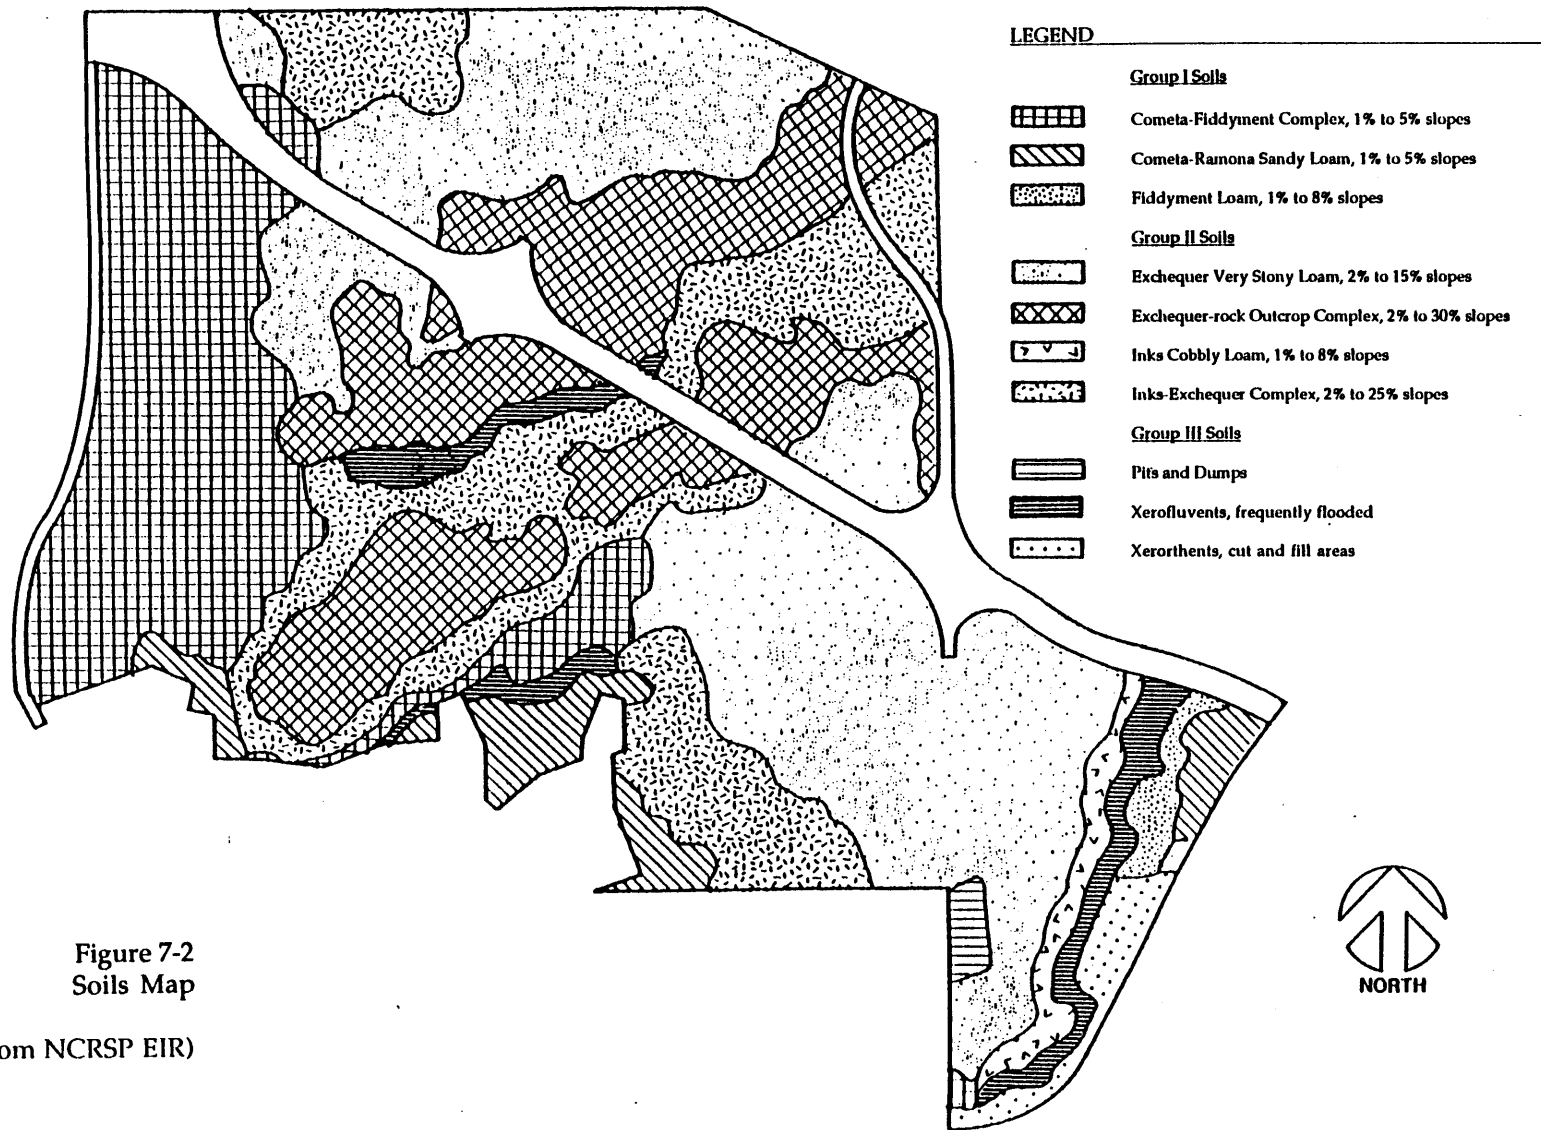 LEGEND
Group I Soils
Cometa-Fiddyment Complex, 1% to 5% slopes
Cometa-Ramona Sandy Loam, 1% to 5% slopes
Fiddyment Loam, 1% to 8% slopes
Group II Soils
Exchequer Very Stony Loam, 2% to 15% slopes
Exchequer-rock Outcrop Complex, 2% to 30% slopes
Inks Cobbly Loam, 1% to 8% slopes
Inks-Exchequer Complex, 2% to 25% slopes
Group III Soils
Pits and Dumps
Xerofluvents, frequently flooded
Xerorthents, cut and fill areas
Figure 7-2
Soils Map
om NCRSP EIR)
NORTH